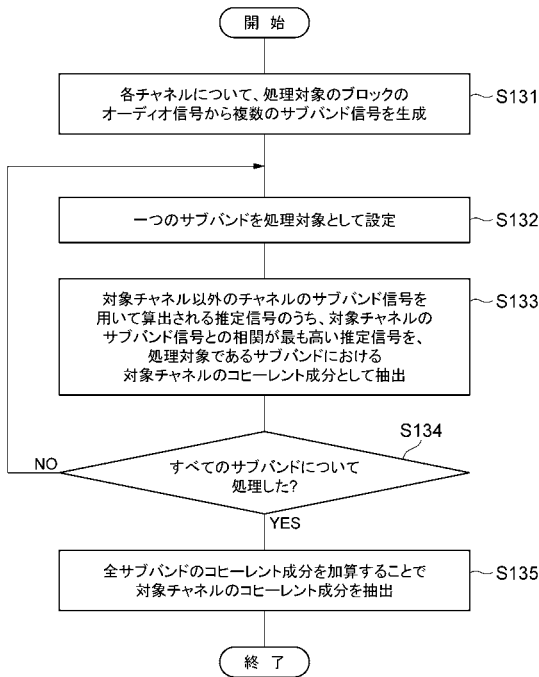 開 始
各チャネルについて、処理対象のブロックの
オーディオ信号から複数のサブバンド信号を生成
S131
一つのサブバンドを処理対象として設定
S132
対象チャネル以外のチャネルのサブバンド信号を
用いて算出される推定信号のうち、対象チャネルの
サブバンド信号との相関が最も高い推定信号を、
処理対象であるサブバンドにおける
対象チャネルのコヒーレント成分として抽出
S133
S134
すべてのサブバンドについて
処理した?
NO
YES
全サブバンドのコヒーレント成分を加算することで
対象チャネルのコヒーレント成分を抽出
S135
終 了